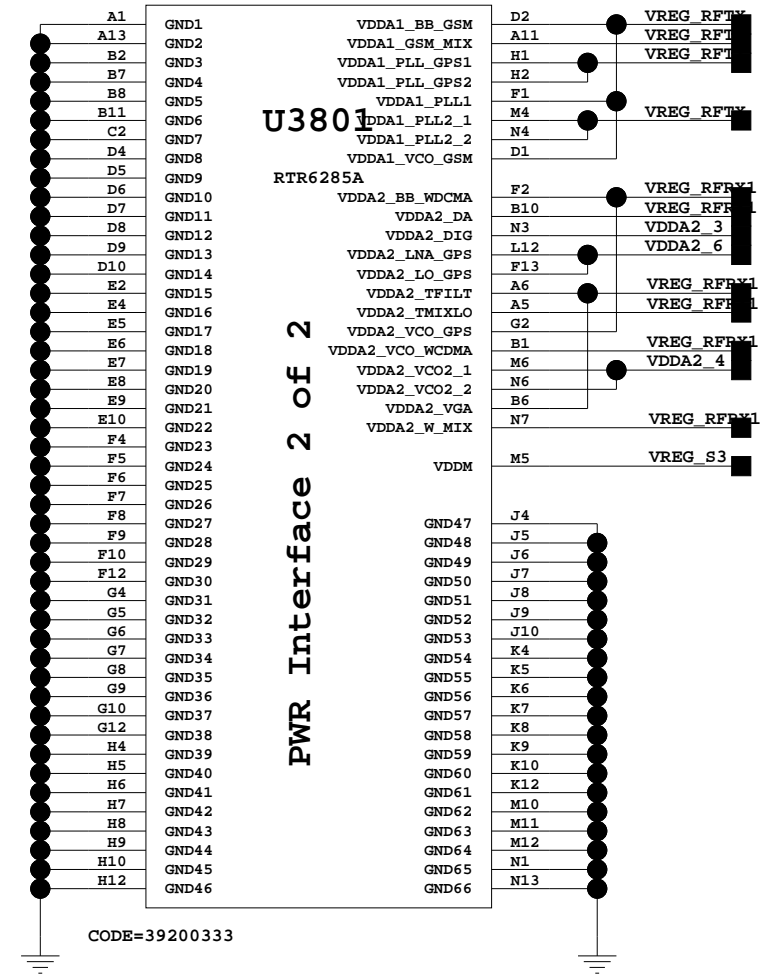 A1 GND1 VDDA1_BB_GSM D2 VREG_RFTX
A13 GND2 VDDA1_GSM_MIX A11 VREG_RFTX
B2 GND3 VDDA1_PLL_GPS1 H1 VREG_RFTX
B7 GND4 VDDA1_PLL_GPS2 H2
B8 GND5 VDDA1_PLL1 F1
B11 GND6 U3801 VDDA1_PLL2_1 M4 VREG_RFTX
C2 GND7 VDDA1_PLL2_2 N4
D4 GND8 VDDA1_VCO_GSM D1
D5 GND9 RTR6285A
D6 GND10 VDDA2_BB_WDCMA F2 VREG_RFRX1
D7 GND11 VDDA2_DA B10 VREG_RFRX1
D8 GND12 VDDA2_DIG N3 VDDA2_3
D9 GND13 VDDA2_LNA_GPS L12 VDDA2_6
D10 GND14 VDDA2_LO_GPS F13
E2 GND15 VDDA2_TFILT A6 VREG_RFRX1
E4 GND16 VDDA2_TMIXLO A5 VREG_RFRX1
E5 GND17 VDDA2_VCO_GPS G2
E6 GND18 VDDA2_VCO_WCDMA B1 VREG_RFRX1
E7 GND19 VDDA2_VCO2_1 M6 VDDA2_4
E8 GND20 VDDA2_VCO2_2 N6
E9 GND21 VDDA2_VGA B6
E10 GND22 VDDA2_W_MIX N7 VREG_RFRX1
F4 GND23
F5 GND24 VDDM M5 VREG_S3
F6 GND25
F7 GND26
F8 GND27 GND47 J4
F9 GND28 GND48 J5
F10 GND29 GND49 J6
F12 GND30 GND50 J7
G4 GND31 GND51 J8
G5 GND32 GND52 J9
G6 GND33 GND53 J10
G7 GND34 GND54 K4
G8 GND35 GND55 K5
G9 GND36 GND56 K6
G10 GND37 GND57 K7
G12 GND38 GND58 K8
H4 GND39 GND59 K9
H5 GND40 GND60 K10
H6 GND41 GND61 K12
H7 GND42 GND62 M10
H8 GND43 GND63 M11
H9 GND44 GND64 M12
H10 GND45 GND65 N1
H12 GND46 GND66 N13
PWR Interface 2 of 2
CODE=39200333